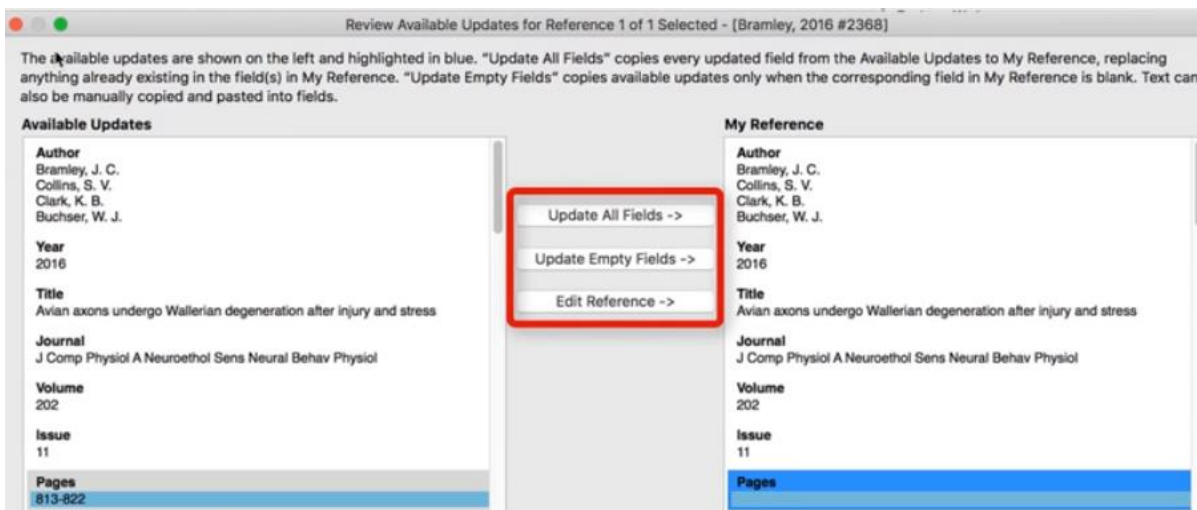 Review Available Updates for Reference 1 of 1 Selected - [Bramley, 2016 #2368]
The available updates are shown on the left and highlighted in blue. "Update All Fields" copies every updated field from the Available Updates to My Reference, replacing
anything already existing in the field(s) in My Reference. "Update Empty Fields" copies available updates only when the corresponding field in My Reference is blank. Text can
also be manually copied and pasted into fields.
Available Updates
Author
Bramley, J. C.
Collins, S. V.
Clark, K. B.
Buchser, W. J.
Year
2016
Title
Avian axons undergo Wallerian degeneration after injury and stress
Journal
J Comp Physiol A Neuroethol Sens Neural Behav Physiol
Volume
202
Issue
11
Pages
813-822
Update All Fields ->
Update Empty Fields ->
Edit Reference ->
My Reference
Author
Bramley, J. C.
Collins, S. V.
Clark, K. B.
Buchser, W. J.
Year
2016
Title
Avian axons undergo Wallerian degeneration after injury and stress
Journal
J Comp Physiol A Neuroethol Sens Neural Behav Physiol
Volume
202
Issue
11
Pages